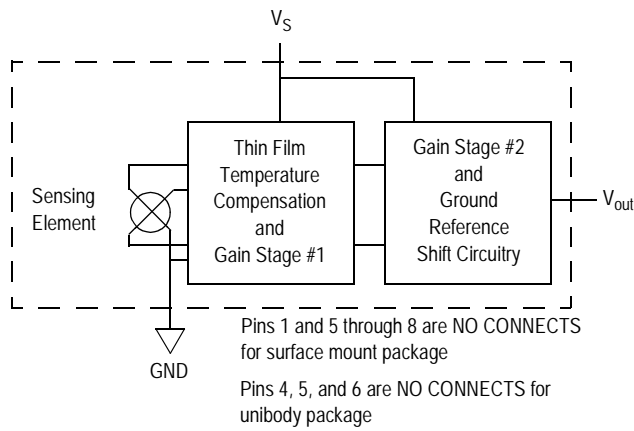 V_S
Sensing
Element
Thin Film
Temperature
Compensation
and
Gain Stage #1
Gain Stage #2
and
Ground
Reference
Shift Circuitry
V_out
GND
Pins 1 and 5 through 8 are NO CONNECTS
for surface mount package
Pins 4, 5, and 6 are NO CONNECTS for
unibody package